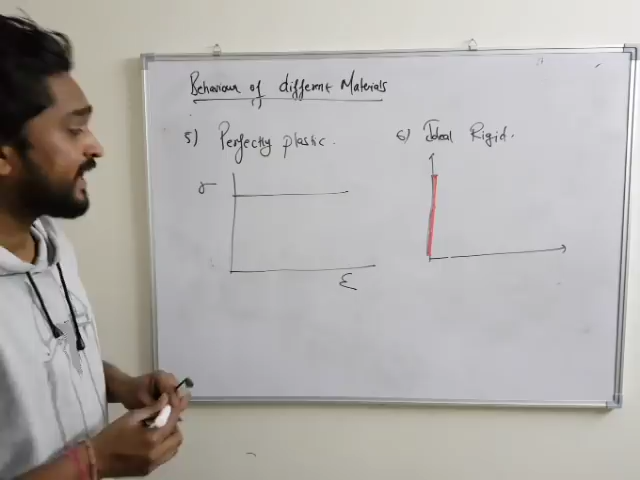 Behaviour of different Materials
5) Perfectly plastic.
6) Ideal Rigid.
σ
ε